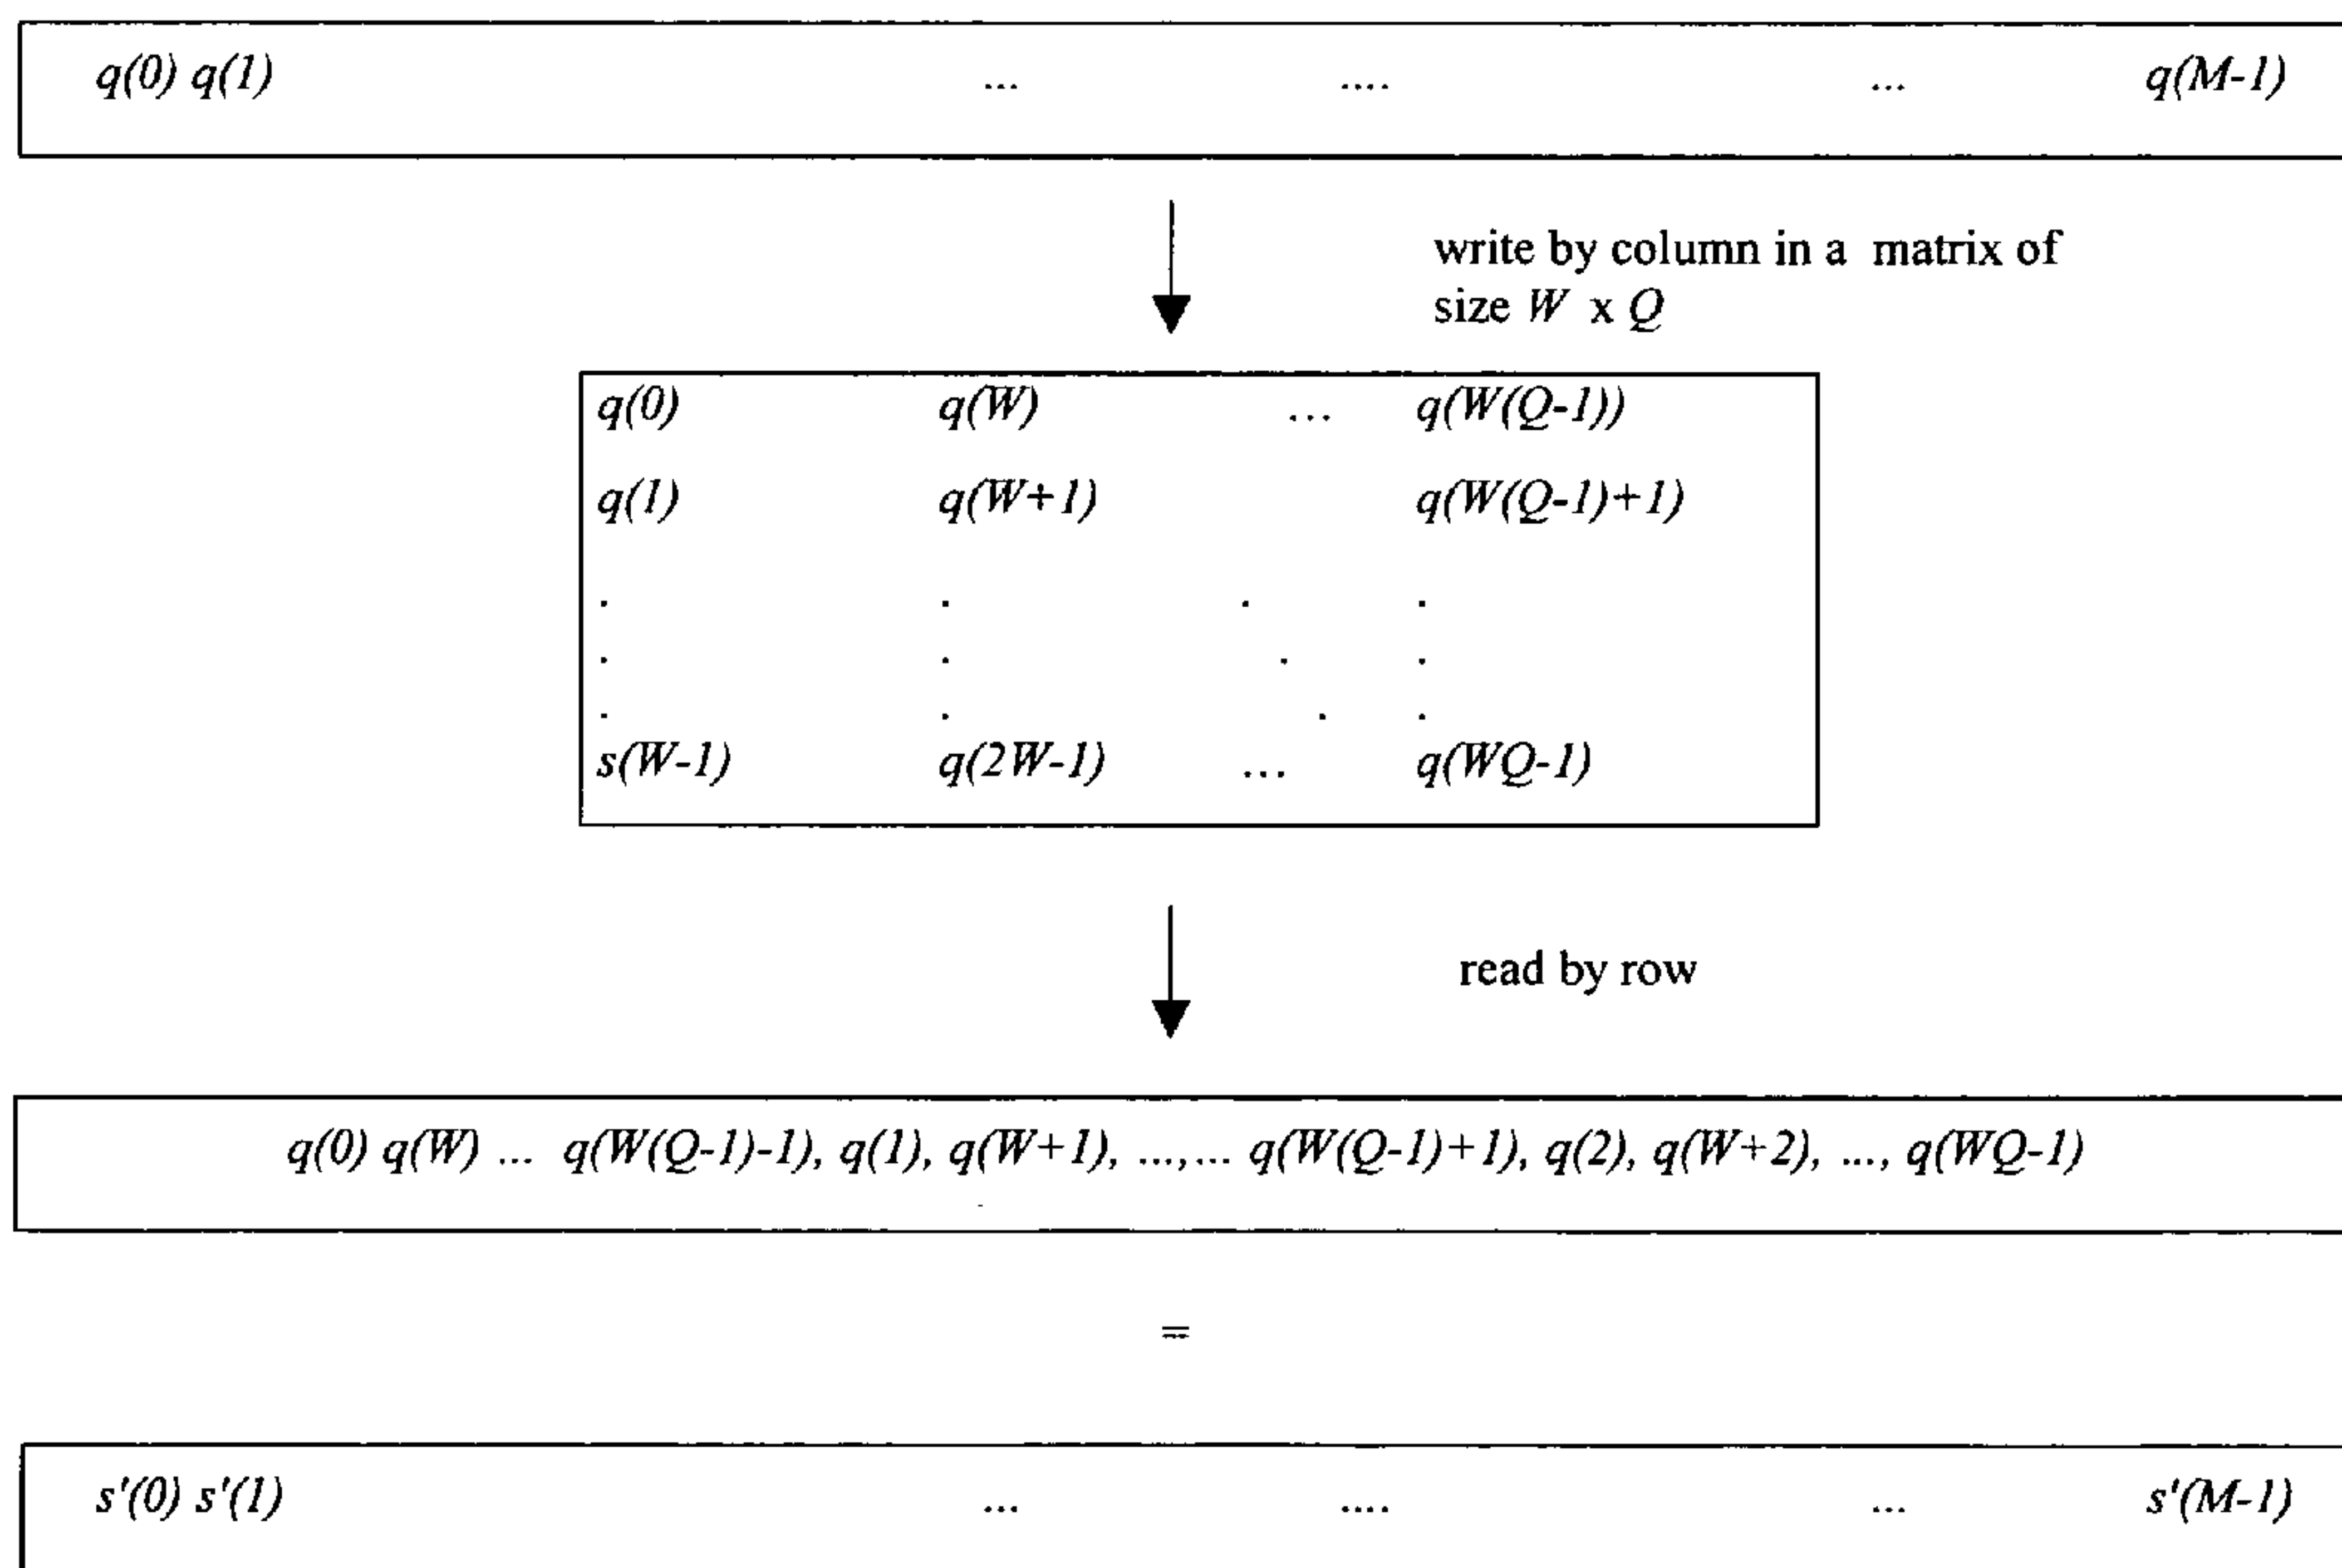 q(0) q(1) ... .... ... q(M-1)
write by column in a matrix of
size W x Q
q(0) q(W) ... q(W(Q-1))
q(1) q(W+1) q(W(Q-1)+1)
. . . .
. . . .
. . . .
s(W-1) q(2W-1) ... q(WQ-1)
read by row
q(0) q(W) ... q(W(Q-1)-1), q(1), q(W+1), ...,... q(W(Q-1)+1), q(2), q(W+2), ..., q(WQ-1)
=
s'(0) s'(1) ... .... ... s'(M-1)